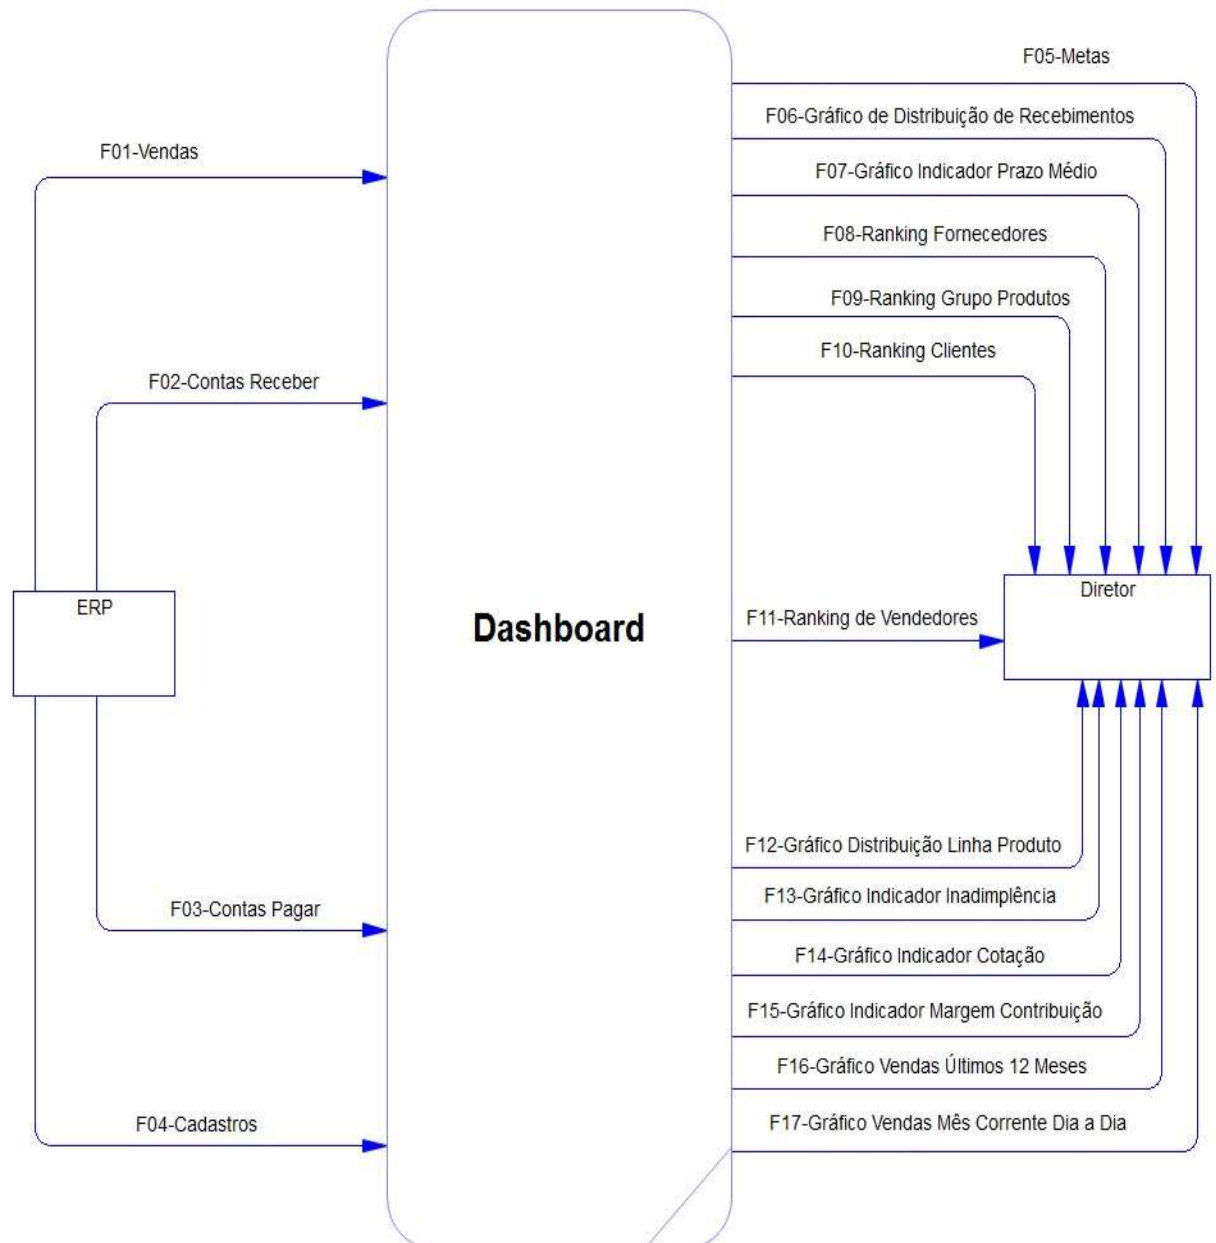 F05-Metas
F06-Gráfico de Distribuição de Recebimentos
F01-Vendas
F07-Gráfico Indicador Prazo Médio
F08-Ranking Fornecedores
F09-Ranking Grupo Produtos
F10-Ranking Clientes
F02-Contas Receber
ERP
Dashboard
F11-Ranking de Vendedores
Diretor
F12-Gráfico Distribuição Linha Produto
F13-Gráfico Indicador Inadimplência
F03-Contas Pagar
F14-Gráfico Indicador Cotação
F15-Gráfico Indicador Margem Contribuição
F16-Gráfico Vendas Últimos 12 Meses
F04-Cadastros
F17-Gráfico Vendas Mês Corrente Dia a Dia